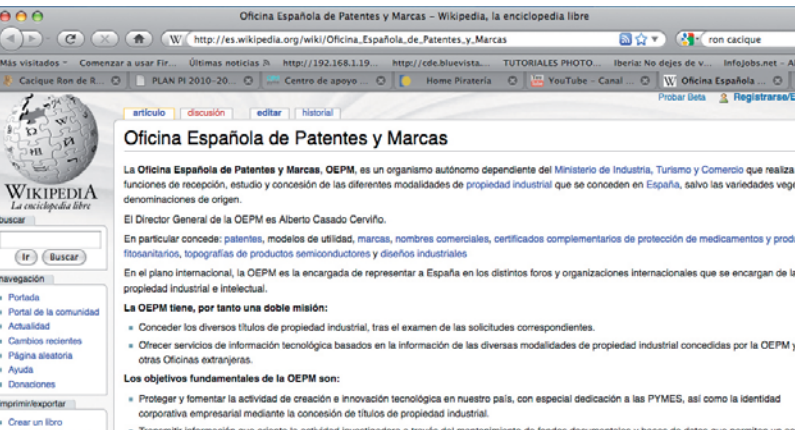 Oficina Española de Patentes y Marcas – Wikipedia, la enciclopedia libre
http://es.wikipedia.org/wiki/Oficina_Española_de_Patentes_y_Marcas
ron cacique
Más visitados Comenzar a usar Fir... Últimas noticias http://192.168.1.19... http://cde.bluevista... TUTORIALES PHOTO... Iberia: No dejes de v... InfoJobs.net – A
Cacique Ron de R... PLAN PI 2010-20... Centro de apoyo ... Home Piratería YouTube - Canal ... Oficina Española ...
Probar Beta Registrarse/E
artículo discusión editar historial
Oficina Española de Patentes y Marcas
La Oficina Española de Patentes y Marcas, OEPM, es un organismo autónomo dependiente del Ministerio de Industria, Turismo y Comercio que realiza
funciones de recepción, estudio y concesión de las diferentes modalidades de propiedad industrial que se conceden en España, salvo las variedades vege
denominaciones de origen.
El Director General de la OEPM es Alberto Casado Cerviño.
En particular concede: patentes, modelos de utilidad, marcas, nombres comerciales, certificados complementarios de protección de medicamentos y prod
fitosanitarios, topografías de productos semiconductores y diseños industriales
En el plano internacional, la OEPM es la encargada de representar a España en los distintos foros y organizaciones internacionales que se encargan de la
propiedad industrial e intelectual.
La OEPM tiene, por tanto una doble misión:
Conceder los diversos títulos de propiedad industrial, tras el examen de las solicitudes correspondientes.
Ofrecer servicios de información tecnológica basados en la información de las diversas modalidades de propiedad industrial concedidas por la OEPM y
otras Oficinas extranjeras.
Los objetivos fundamentales de la OEPM son:
Proteger y fomentar la actividad de creación e innovación tecnológica en nuestro país, con especial dedicación a las PYMES, así como la identidad
corporativa empresarial mediante la concesión de títulos de propiedad industrial.
WIKIPEDIA
La enciclopedia libre
buscar
Ir Buscar
navegación
Portada
Portal de la comunidad
Actualidad
Cambios recientes
Página aleatoria
Ayuda
Donaciones
imprimir/exportar
Crear un libro